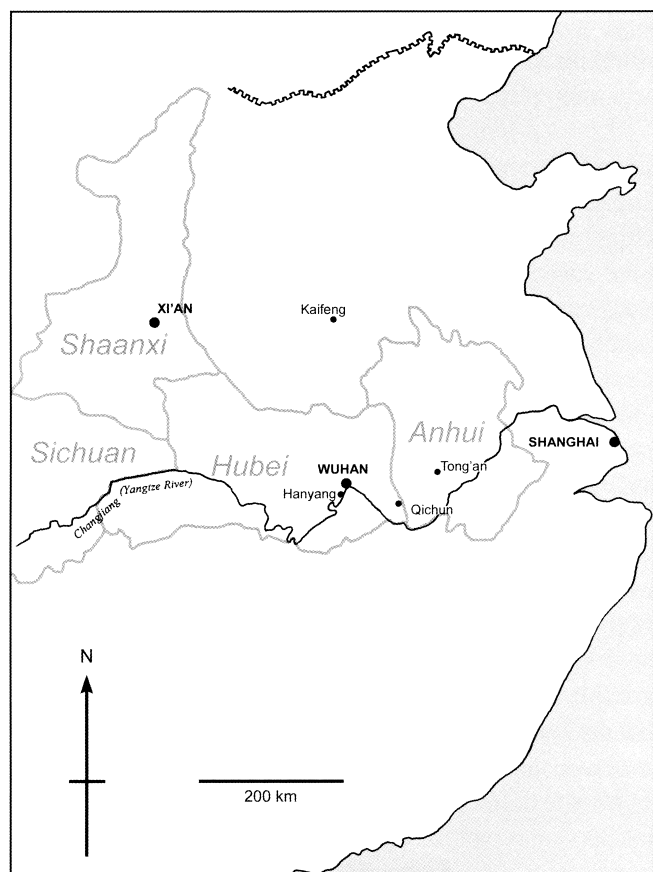 XI'AN
Kaifeng
Shaanxi
Anhui
Sichuan
Hubei
SHANGHAI
WUHAN
Tong'an
Hanyang
Qichun
Changjiang (Yangtze River)
N
200 km